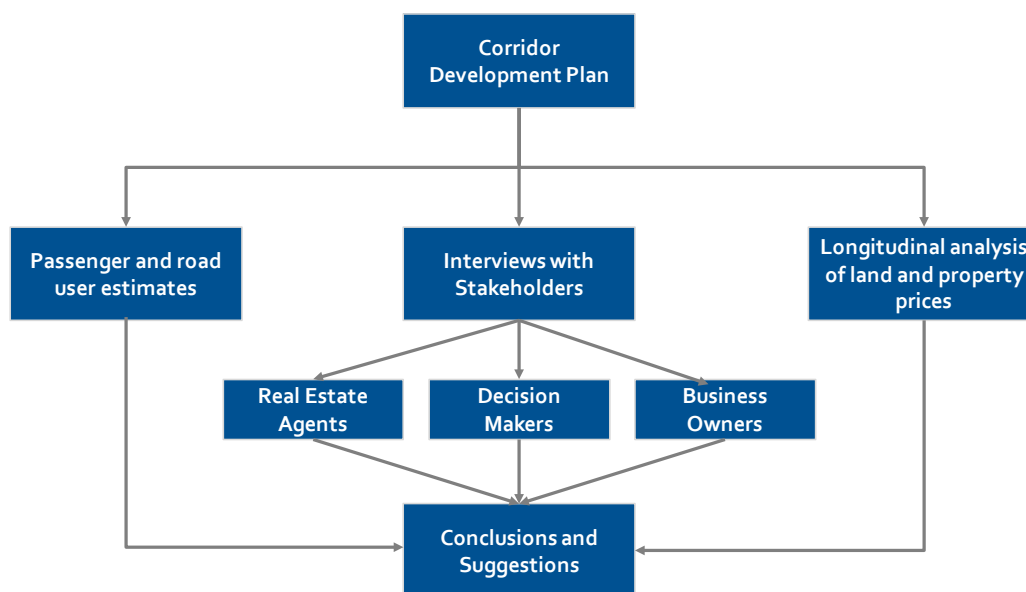 Corridor
Development Plan
Passenger and road
user estimates
Interviews with
Stakeholders
Longitudinal analysis
of land and property
prices
Real Estate
Agents
Decision
Makers
Business
Owners
Conclusions and
Suggestions